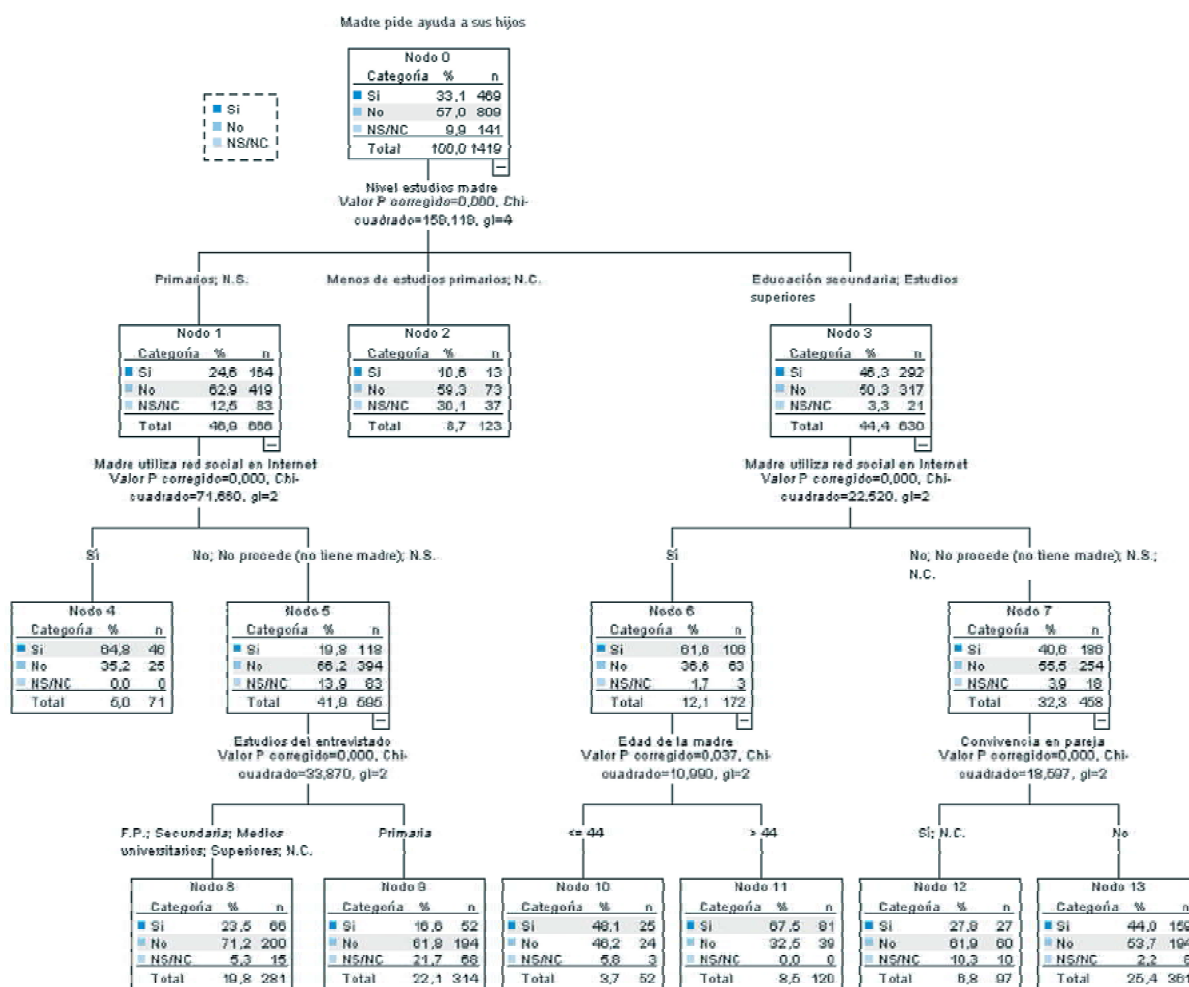 Madre pide ayuda a sus hijos
Sí
No
NS/NC
Nodo 0
Categoría % n
Sí 33,1 469
No 57,0 809
NS/NC 9,9 141
Total 100,0 1419
Nivel estudios madre
Valor P corregido=0,000, Chi-
cuadrado=158,118, gl=4
Primarios; N.S.
Menos de estudios primarios; N.C.
Educación secundaria; Estudios
superiores
Nodo 1
Categoría % n
Sí 24,6 164
No 62,9 419
NS/NC 12,5 83
Total 46,9 666
Nodo 2
Categoría % n
Sí 10,6 13
No 59,3 73
NS/NC 30,1 37
Total 8,7 123
Nodo 3
Categoría % n
Sí 46,3 292
No 50,3 317
NS/NC 3,3 21
Total 44,4 630
Madre utiliza red social en Internet
Valor P corregido=0,000, Chi-
cuadrado=71,660, gl=2
Madre utiliza red social en Internet
Valor P corregido=0,000, Chi-
cuadrado=22,520, gl=2
Sí
No; No procede (no tiene madre); N.S.
Sí
No; No procede (no tiene madre); N.S.;
N.C.
Nodo 4
Categoría % n
Sí 64,8 46
No 35,2 25
NS/NC 0,0 0
Total 5,0 71
Nodo 5
Categoría % n
Sí 19,8 118
No 66,2 394
NS/NC 13,9 83
Total 41,9 595
Nodo 6
Categoría % n
Sí 61,6 106
No 36,6 63
NS/NC 1,7 3
Total 12,1 172
Nodo 7
Categoría % n
Sí 40,6 186
No 55,5 254
NS/NC 3,9 18
Total 32,3 458
Estudios del entrevistado
Valor P corregido=0,000, Chi-
cuadrado=33,870, gl=2
Edad de la madre
Valor P corregido=0,037, Chi-
cuadrado=10,990, gl=2
Convivencia en pareja
Valor P corregido=0,000, Chi-
cuadrado=18,597, gl=2
F.P.; Secundaria; Medios
universitarios; Superiores; N.C.
Primaria
<= 44
> 44
Sí; N.C.
No
Nodo 8
Categoría % n
Sí 23,5 66
No 71,2 200
NS/NC 5,3 15
Total 19,8 281
Nodo 9
Categoría % n
Sí 16,6 52
No 61,8 194
NS/NC 21,7 68
Total 22,1 314
Nodo 10
Categoría % n
Sí 48,1 25
No 46,2 24
NS/NC 5,8 3
Total 3,7 52
Nodo 11
Categoría % n
Sí 67,5 81
No 32,5 39
NS/NC 0,0 0
Total 8,5 120
Nodo 12
Categoría % n
Sí 27,8 27
No 61,9 60
NS/NC 10,3 10
Total 6,8 97
Nodo 13
Categoría % n
Sí 44,0 159
No 53,7 194
NS/NC 2,2
Total 25,4 361